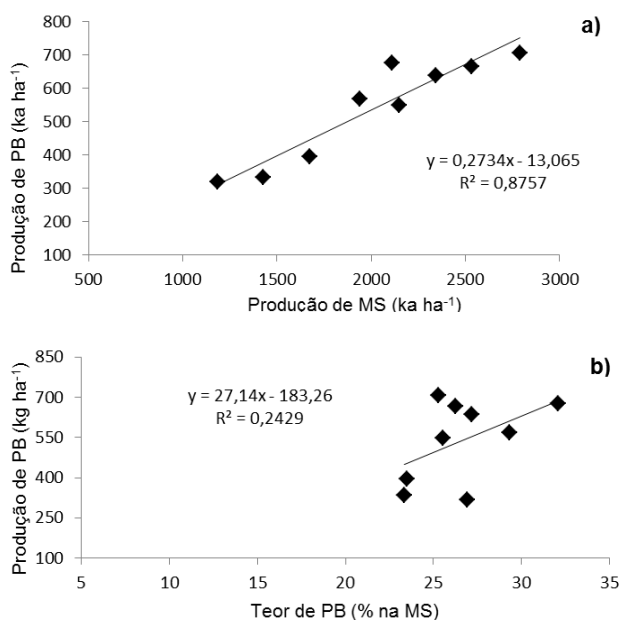 a)
Produção de PB (ka ha⁻¹)
800
700
600
500
400
300
200
100
y = 0,2734x - 13,065
R² = 0,8757
500
1000
1500
2000
2500
3000
Produção de MS (ka ha⁻¹)
b)
Produção de PB (kg ha⁻¹)
850
700
550
400
250
100
y = 27,14x - 183,26
R² = 0,2429
5
10
15
20
25
30
35
Teor de PB (% na MS)